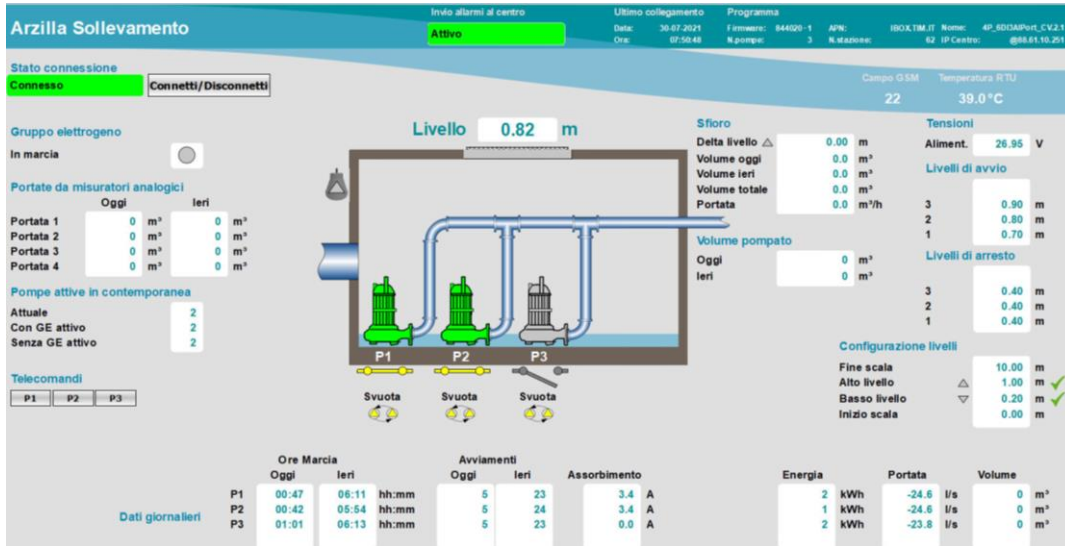 Arzilla Sollevamento
Invio allarmi al centro
Attivo
Ultimo collegamento
Data: 30-07-2021
Ora: 07:50:48
Programma
Firmware: 844020-1 APN: IBOX.TIM.IT Nome: 4P_6DI3AIPort_CV.2.1
N.pompe: 3 N.stazione: 62 IP Centro: @88.61.10.251
Stato connessione
Connesso Connetti/Disconnetti
Campo GSM Temperatura RTU
22 39.0 °C
Gruppo elettrogeno
In marcia
Portate da misuratori analogici
Oggi Ieri
Portata 1 0 m³ 0 m³
Portata 2 0 m³ 0 m³
Portata 3 0 m³ 0 m³
Portata 4 0 m³ 0 m³
Pompe attive in contemporanea
Attuale 2
Con GE attivo 2
Senza GE attivo 2
Telecomandi
P1 P2 P3
Livello 0.82 m
P1 P2 P3
Svuota Svuota Svuota
Sfioro
Delta livello 0.00 m
Volume oggi 0.0 m³
Volume ieri 0.0 m³
Volume totale 0.0 m³
Portata 0.0 m³/h
Volume pompato
Oggi 0 m³
Ieri 0 m³
Tensioni
Aliment. 26.95 V
Livelli di avvio
3 0.90 m
2 0.80 m
1 0.70 m
Livelli di arresto
3 0.40 m
2 0.40 m
1 0.40 m
Configurazione livelli
Fine scala 10.00 m
Alto livello 1.00 m
Basso livello 0.20 m
Inizio scala 0.00 m
Ore Marcia Avviamenti
Oggi Ieri Oggi Ieri Assorbimento Energia Portata Volume
P1 00:47 06:11 hh:mm 5 23 3.4 A 2 kWh -24.6 l/s 0 m³
Dati giornalieri P2 00:42 05:54 hh:mm 5 24 3.4 A 1 kWh -24.6 l/s 0 m³
P3 01:01 06:13 hh:mm 5 23 0.0 A 2 kWh -23.8 l/s 0 m³